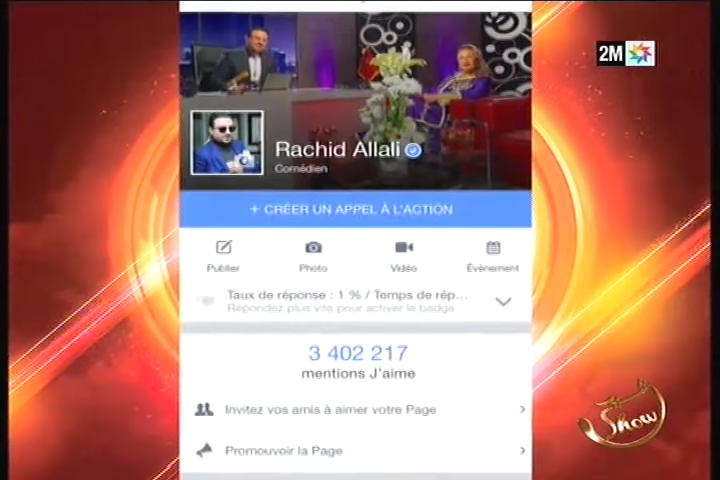 2M
Rachid Allali
Comédien
+ CRÉER UN APPEL À L'ACTION
Publier
Photo
Vidéo
Évènement
Taux de réponse : 1 % / Temps de rép...
Répondez plus vite pour activer le badge
3 402 217
mentions J'aime
Invitez vos amis à aimer votre Page
Promouvoir la Page
Show